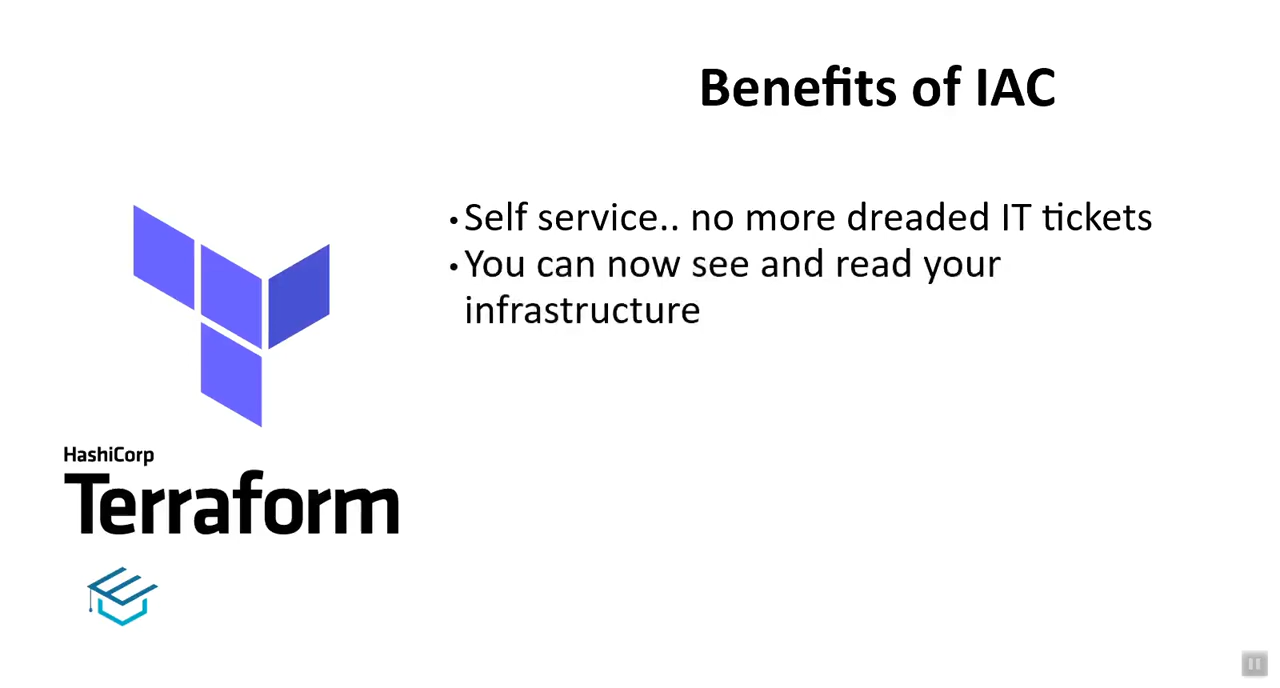 Benefits of IAC
• Self service.. no more dreaded IT tickets
• You can now see and read your
infrastructure
HashiCorp
Terraform